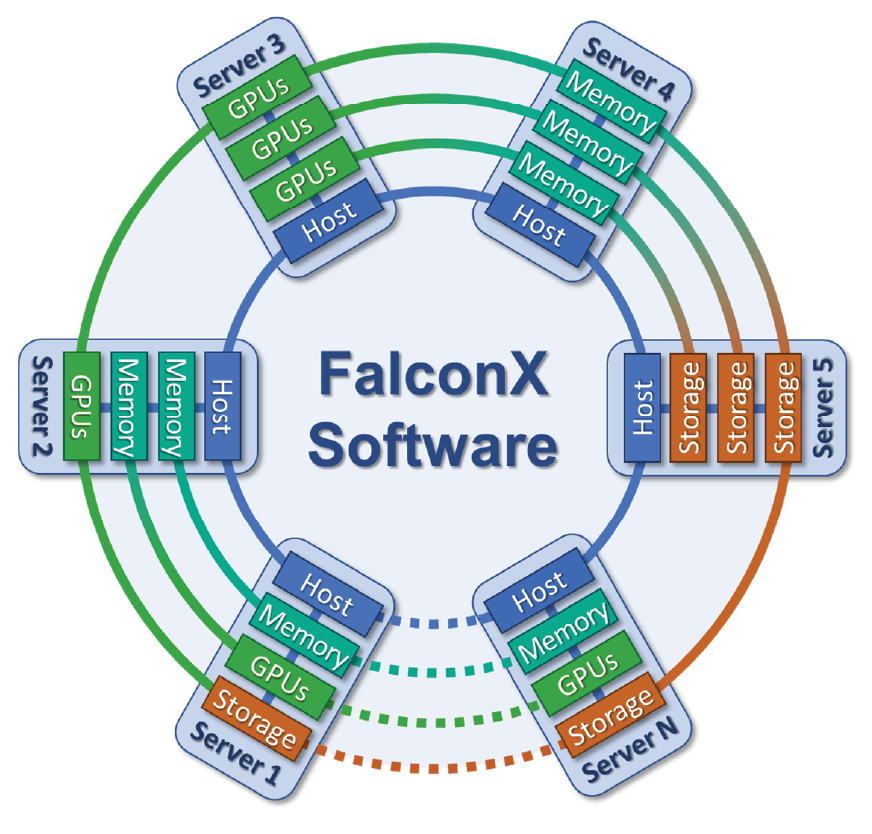 Server 3
GPUs
GPUs
GPUs
Host
Server 4
Memory
Memory
Memory
Host
Server 2
GPUs
Memory
Memory
Host
FalconX
Software
Host
Storage
Storage
Storage
Server 5
Host
Memory
GPUs
Storage
Server 1
Host
Memory
GPUs
Storage
Server N